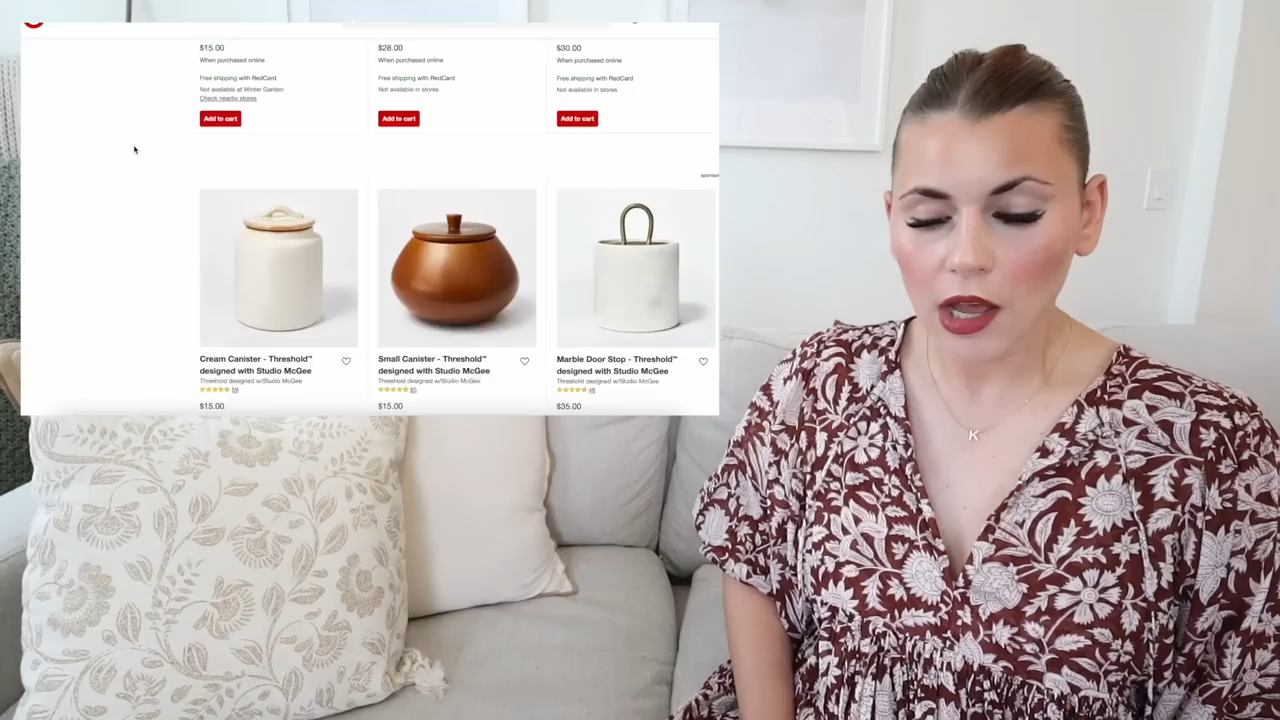 $15.00
When purchased online
Free shipping with RedCard
Not available at Winter Garden
Check nearby stores
Add to cart
$28.00
When purchased online
Free shipping with RedCard
Not available in stores
Add to cart
$30.00
When purchased online
Free shipping with RedCard
Not available in stores
Add to cart
Cream Canister - Threshold™
designed with Studio McGee
Threshold designed w/Studio McGee
59
$15.00
Small Canister - Threshold™
designed with Studio McGee
Threshold designed w/Studio McGee
85
$15.00
Marble Door Stop - Threshold™
designed with Studio McGee
Threshold designed w/Studio McGee
48
$35.00
K